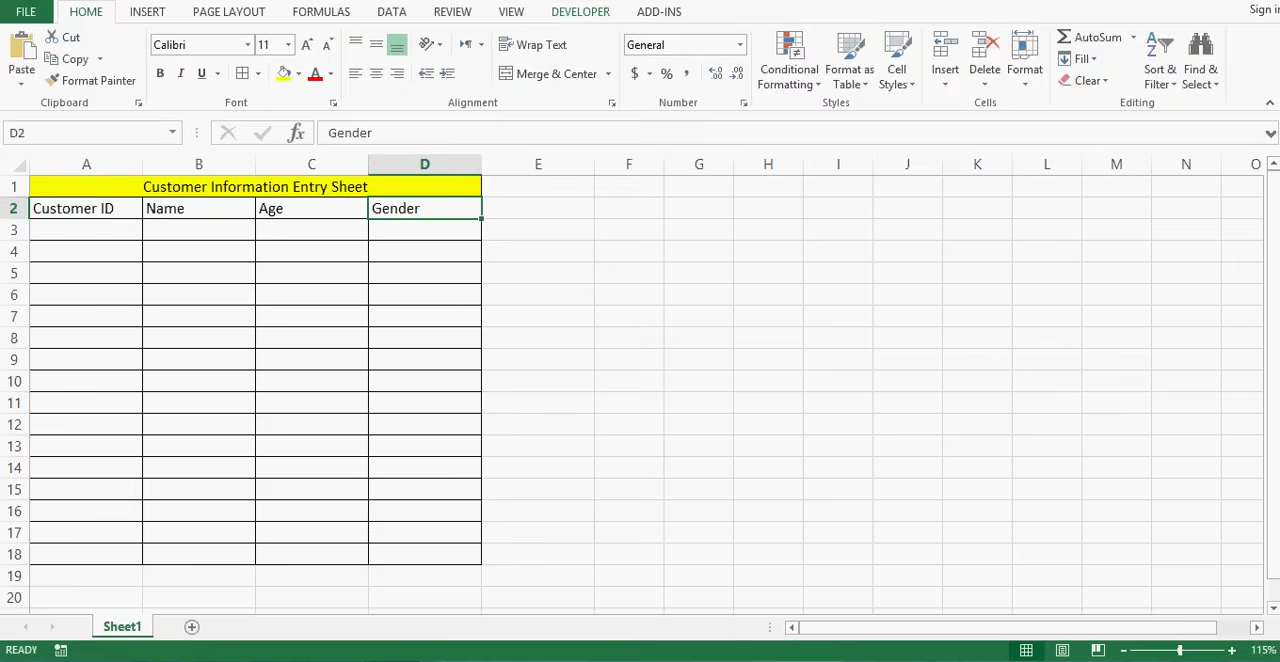 FILE HOME INSERT PAGE LAYOUT FORMULAS DATA REVIEW VIEW DEVELOPER ADD-INS Sign i
Paste
Cut
Copy
Format Painter
Clipboard
Calibri 11
B I U A
Font
Wrap Text
Merge & Center
Alignment
General
$ % ,
Number
Conditional Formatting
Format as Table
Cell Styles
Styles
Insert Delete Format
Cells
AutoSum
Fill
Clear
Sort & Filter
Find & Select
Editing
D2 fx Gender
A B C D E F G H I J K L M N O
1 Customer Information Entry Sheet
2 Customer ID Name Age Gender
3
4
5
6
7
8
9
10
11
12
13
14
15
16
17
18
19
20
Sheet1
READY 115%